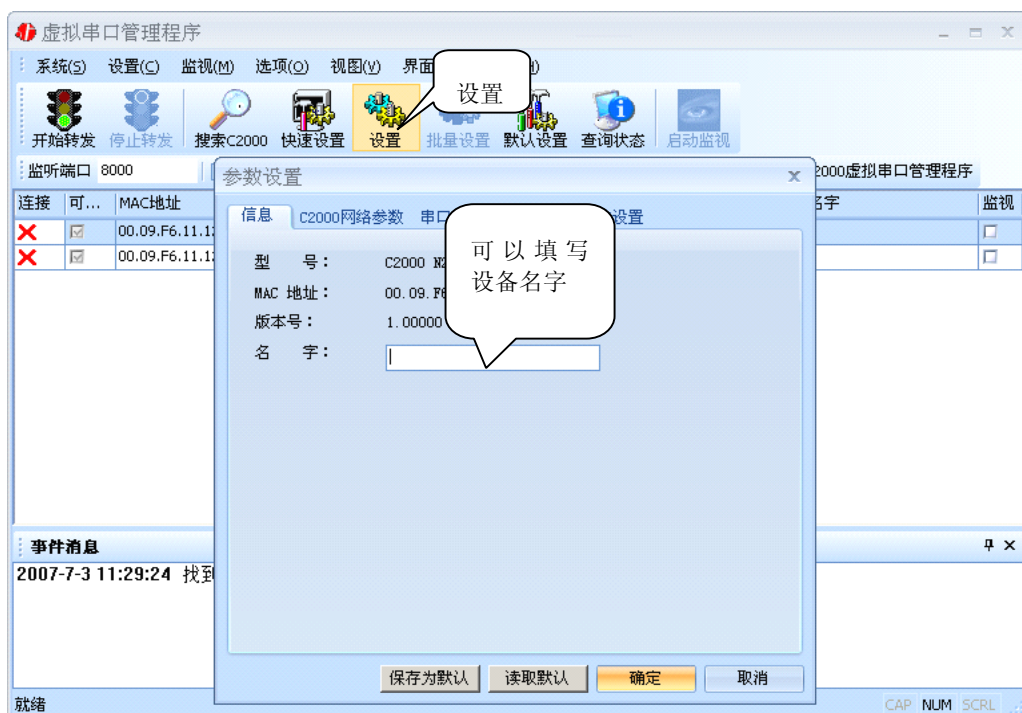 虚拟串口管理程序
系统(S) 设置(C) 监视(M) 选项(O) 视图(V) 界面
设置
开始转发 停止转发 搜索C2000 快速设置 设置 批量设置 默认设置 查询状态 启动监视
监听端口 8000
2000虚拟串口管理程序
连接 可... MAC地址 名字 监视
00.09.F6.11.1
00.09.F6.11.1
参数设置
信息 C2000网络参数 串口 设置
可以填写
设备名字
型 号： C2000 N2
MAC 地址： 00.09.F6
版本号： 1.00000
名 字：
保存为默认 读取默认 确定 取消
事件消息
2007-7-3 11:29:24 找到
就绪 CAP NUM SCRL